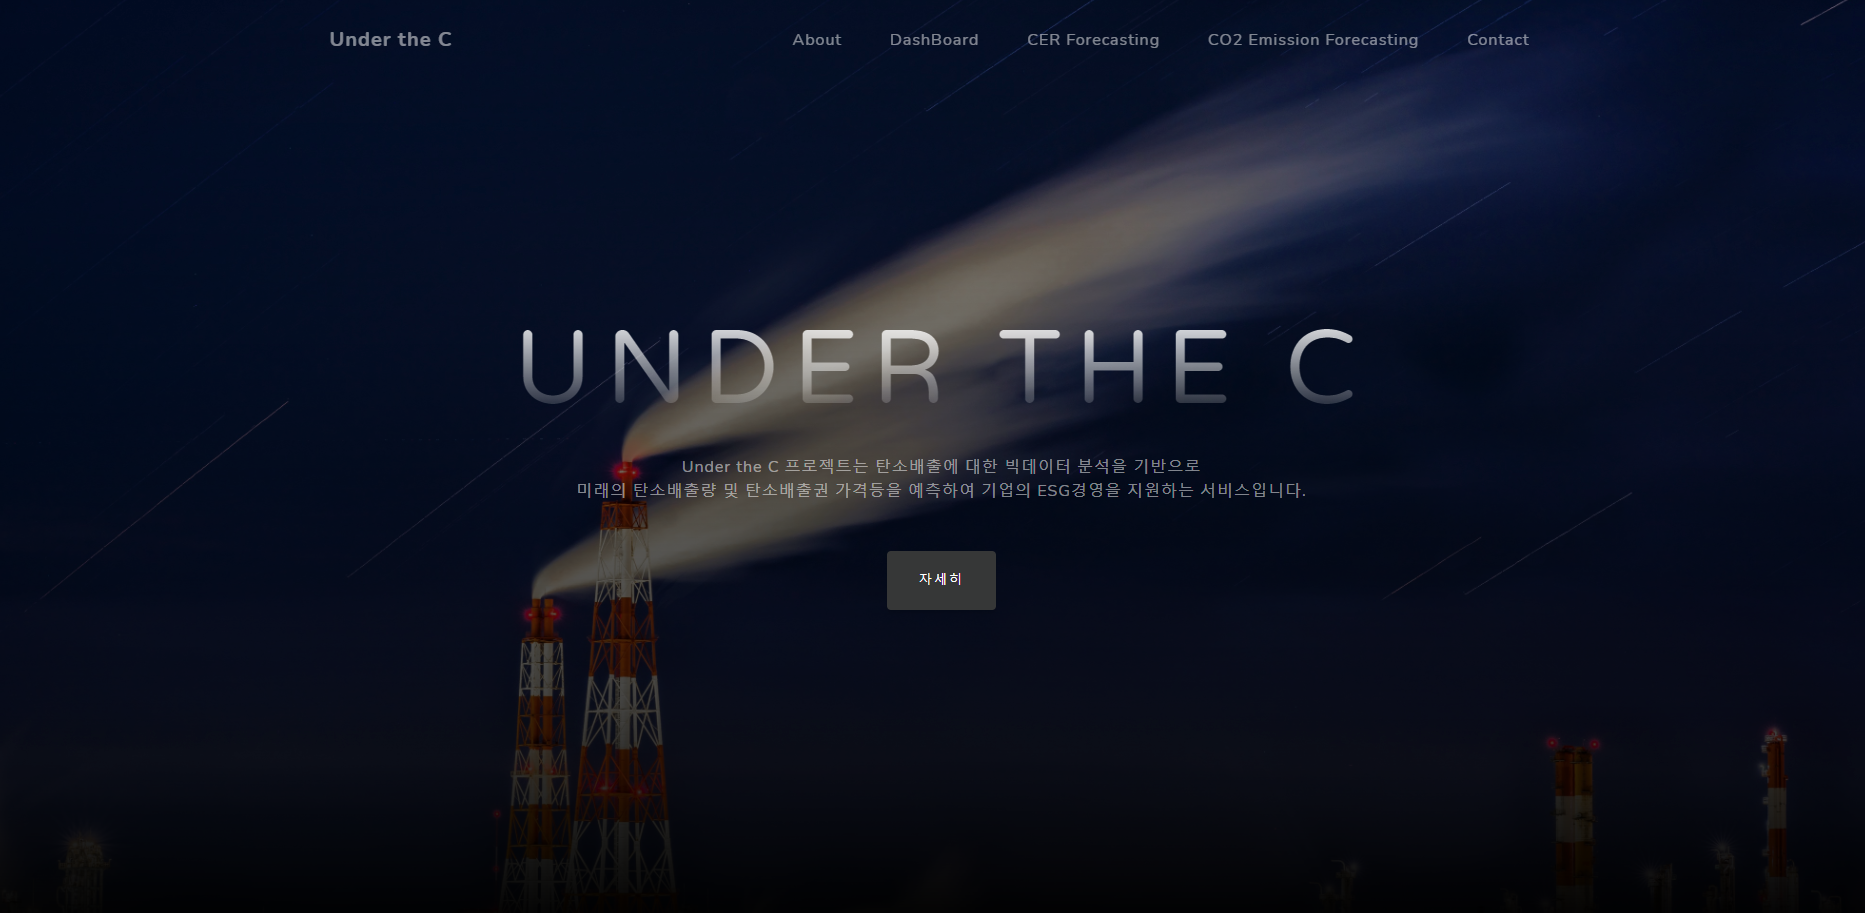 Under the C
About
DashBoard
CER Forecasting
CO2 Emission Forecasting
Contact
UNDER THE C
Under the C 프로젝트는 탄소배출에 대한 빅데이터 분석을 기반으로
미래의 탄소배출량 및 탄소배출권 가격등을 예측하여 기업의 ESG경영을 지원하는 서비스입니다.
자세히